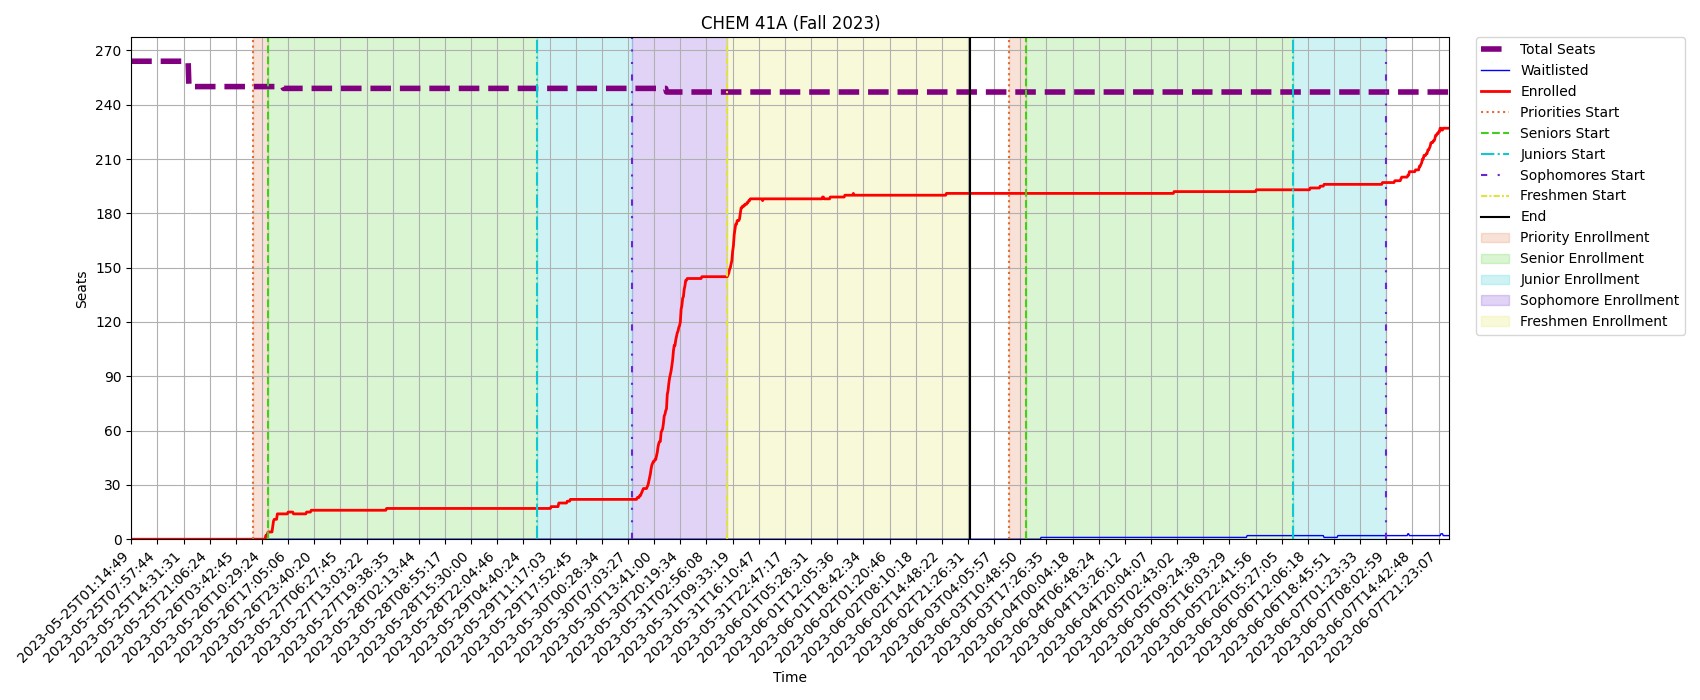 CHEM 41A (Fall 2023)
270
240
210
180
150
120
90
60
30
0
Seats
2023-05-25T01:14:49
2023-05-25T07:57:44
2023-05-25T14:31:31
2023-05-25T21:06:24
2023-05-26T03:42:45
2023-05-26T10:29:24
2023-05-26T17:05:06
2023-05-26T23:40:20
2023-05-27T06:27:45
2023-05-27T13:03:22
2023-05-27T19:38:35
2023-05-28T02:13:44
2023-05-28T08:55:17
2023-05-28T15:30:00
2023-05-28T22:04:46
2023-05-29T04:40:24
2023-05-29T11:17:03
2023-05-29T17:52:45
2023-05-30T00:28:34
2023-05-30T07:03:27
2023-05-30T13:41:00
2023-05-30T20:19:34
2023-05-31T02:56:08
2023-05-31T09:33:19
2023-05-31T16:10:47
2023-05-31T22:47:17
2023-06-01T05:28:31
2023-06-01T12:05:36
2023-06-01T18:42:34
2023-06-02T01:20:46
2023-06-02T08:10:18
2023-06-02T14:48:22
2023-06-02T21:26:31
2023-06-03T04:05:57
2023-06-03T10:48:50
2023-06-03T17:26:35
2023-06-04T00:04:18
2023-06-04T06:48:24
2023-06-04T13:26:12
2023-06-04T20:04:07
2023-06-05T02:43:02
2023-06-05T09:24:38
2023-06-05T16:03:29
2023-06-05T22:41:56
2023-06-06T05:27:05
2023-06-06T12:06:18
2023-06-06T18:45:51
2023-06-07T01:23:33
2023-06-07T08:02:59
2023-06-07T14:42:48
2023-06-07T21:23:07
Time
Total Seats
Waitlisted
Enrolled
Priorities Start
Seniors Start
Juniors Start
Sophomores Start
Freshmen Start
End
Priority Enrollment
Senior Enrollment
Junior Enrollment
Sophomore Enrollment
Freshmen Enrollment